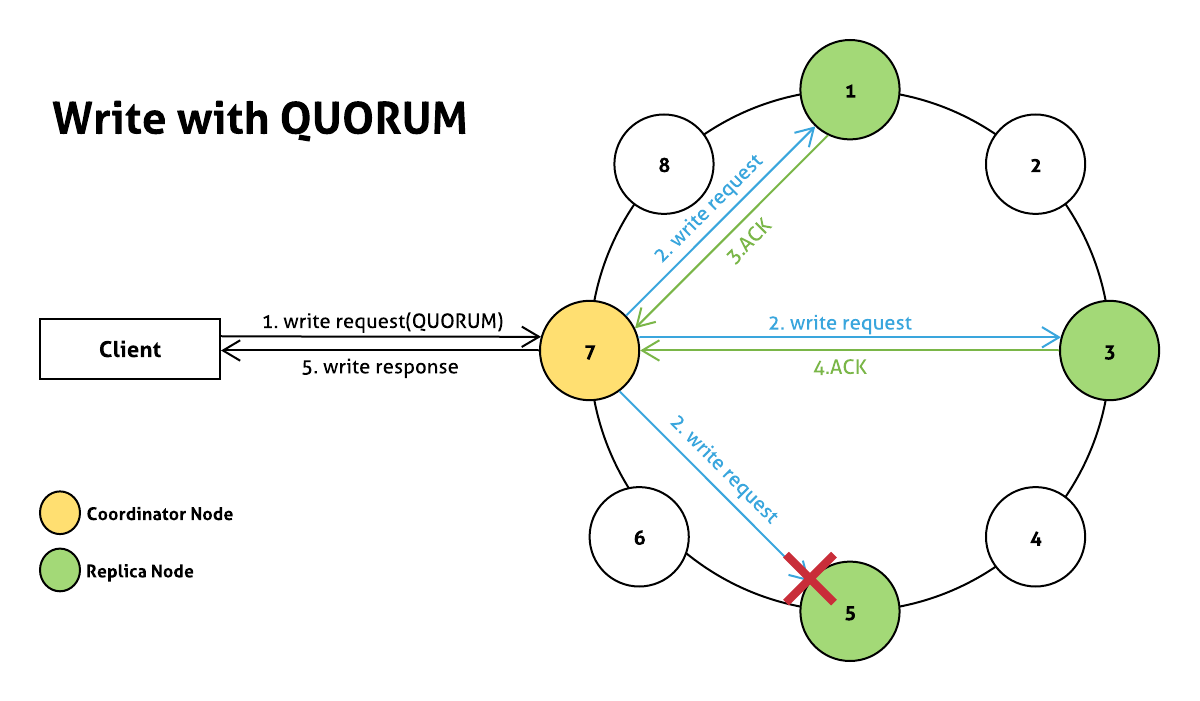 Write with QUORUM
1
8
2
2. write request
3.ACK
1. write request(QUORUM)
2. write request
Client
7
3
5. write response
4.ACK
2. write request
Coordinator Node
6
4
Replica Node
5